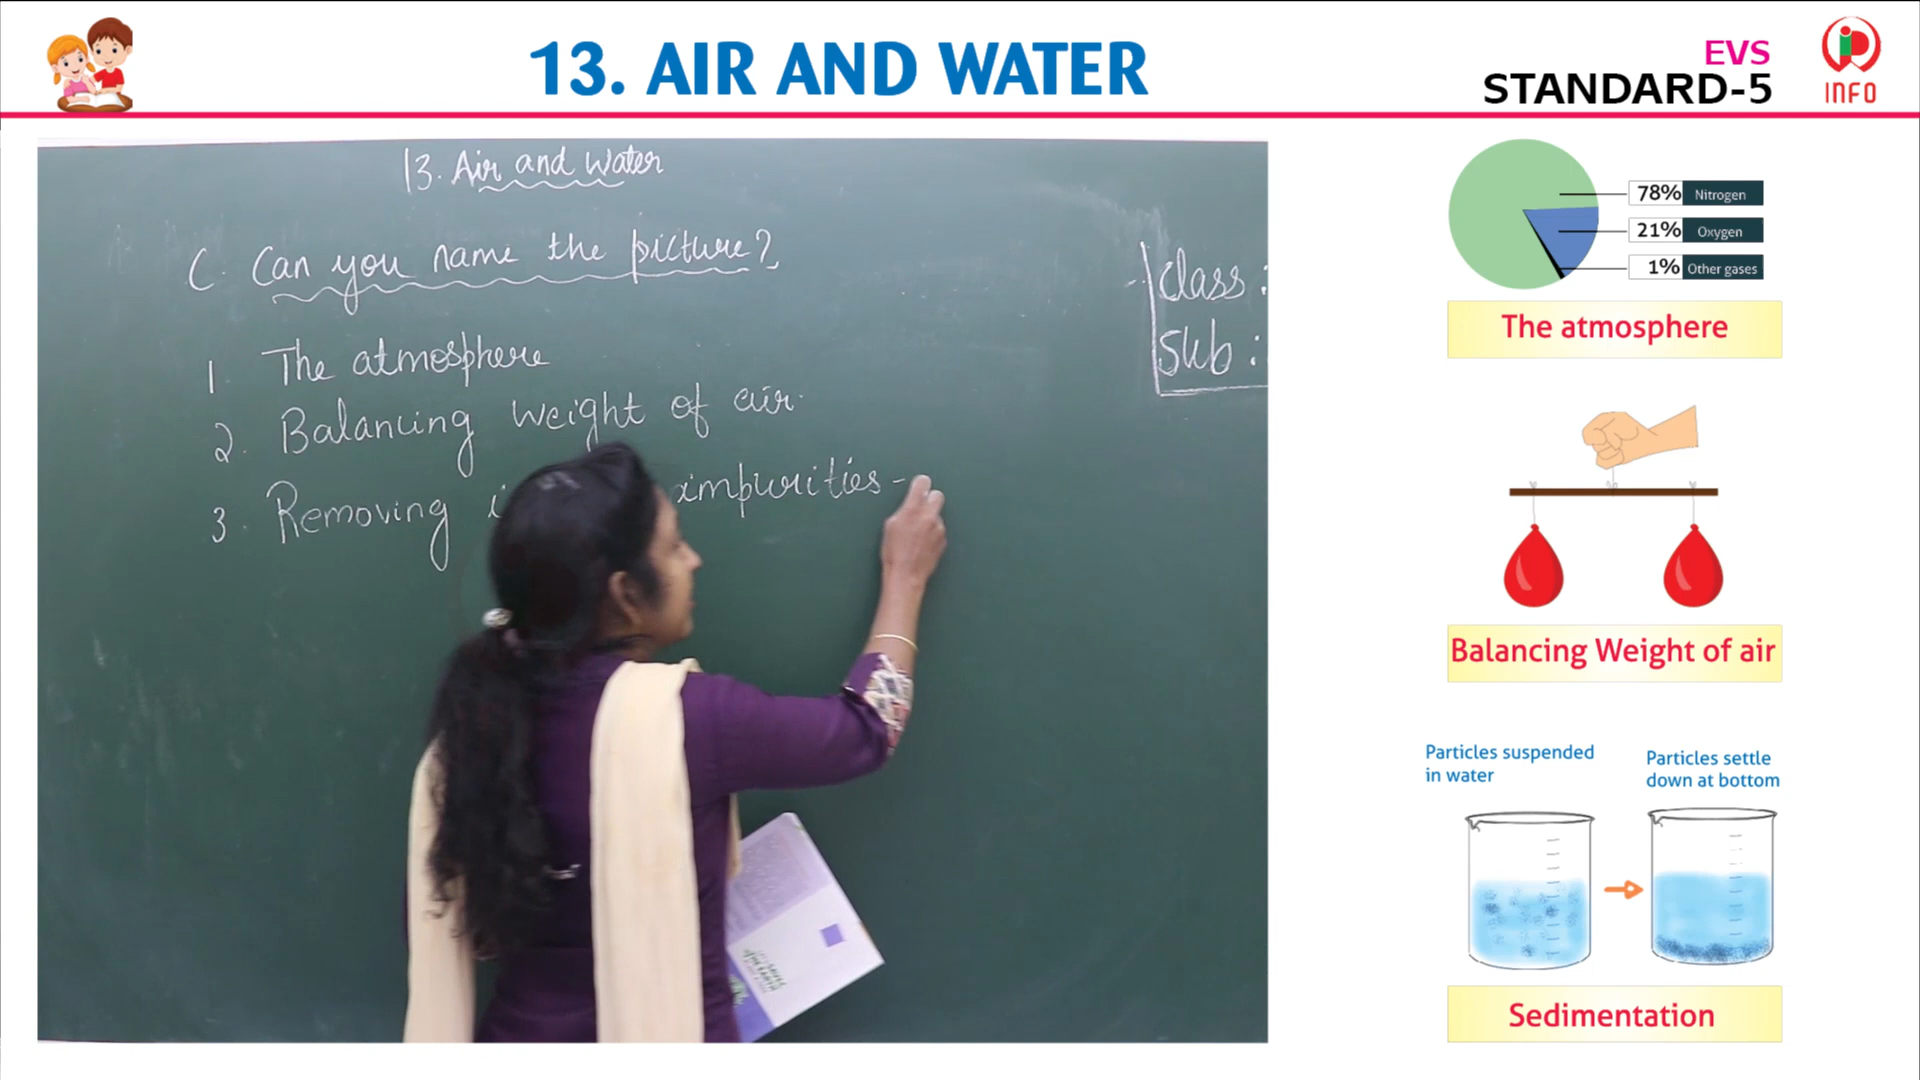 13. AIR AND WATER
EVS
STANDARD-5
INFO
13. Air and Water
C. Can you name the picture?
1. The atmosphere
2. Balancing weight of air.
3. Removing impurities -
Class :
Sub :
78% Nitrogen
21% Oxygen
1% Other gases
The atmosphere
Balancing Weight of air
Particles suspended
in water
Particles settle
down at bottom
Sedimentation